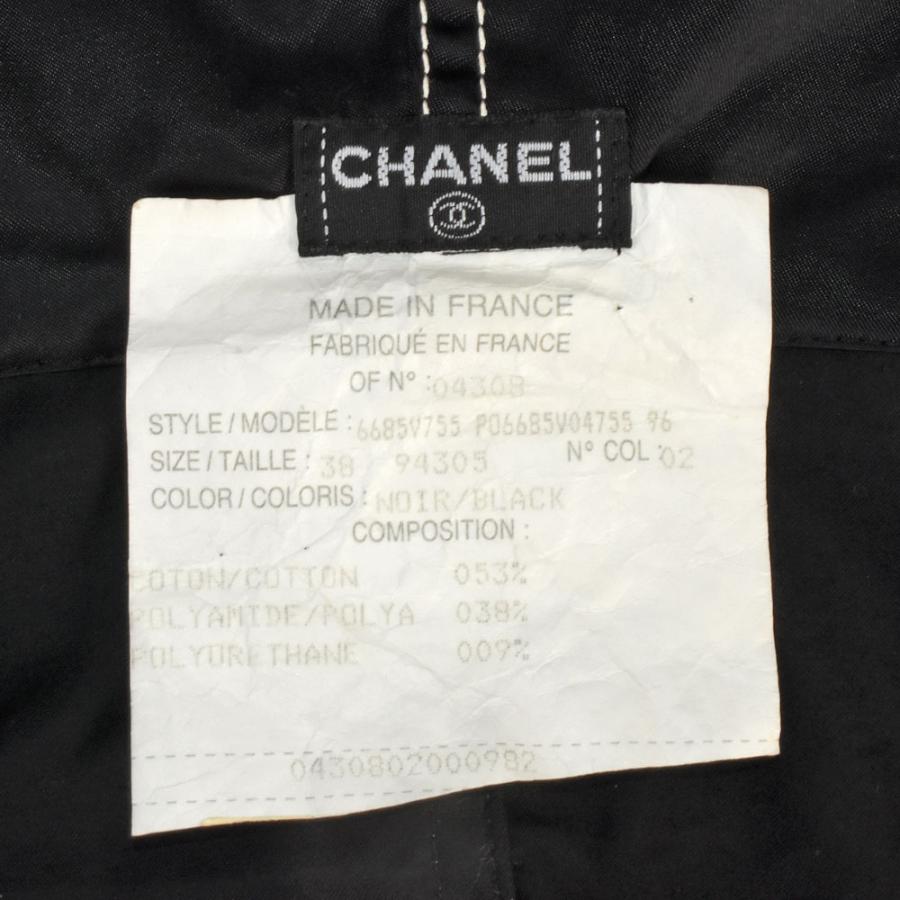 CHANEL
MADE IN FRANCE
FABRIQUÉ EN FRANCE
OF N° : 04308
STYLE / MODÈLE : 6685V755 P06685V04755 96
SIZE / TAILLE : 38 94305 N° COL : 02
COLOR / COLORIS : NOIR/BLACK
COMPOSITION :
COTON/COTTON 053%
POLYAMIDE/POLYA 038%
POLYURETHANE 009%
0430802000982